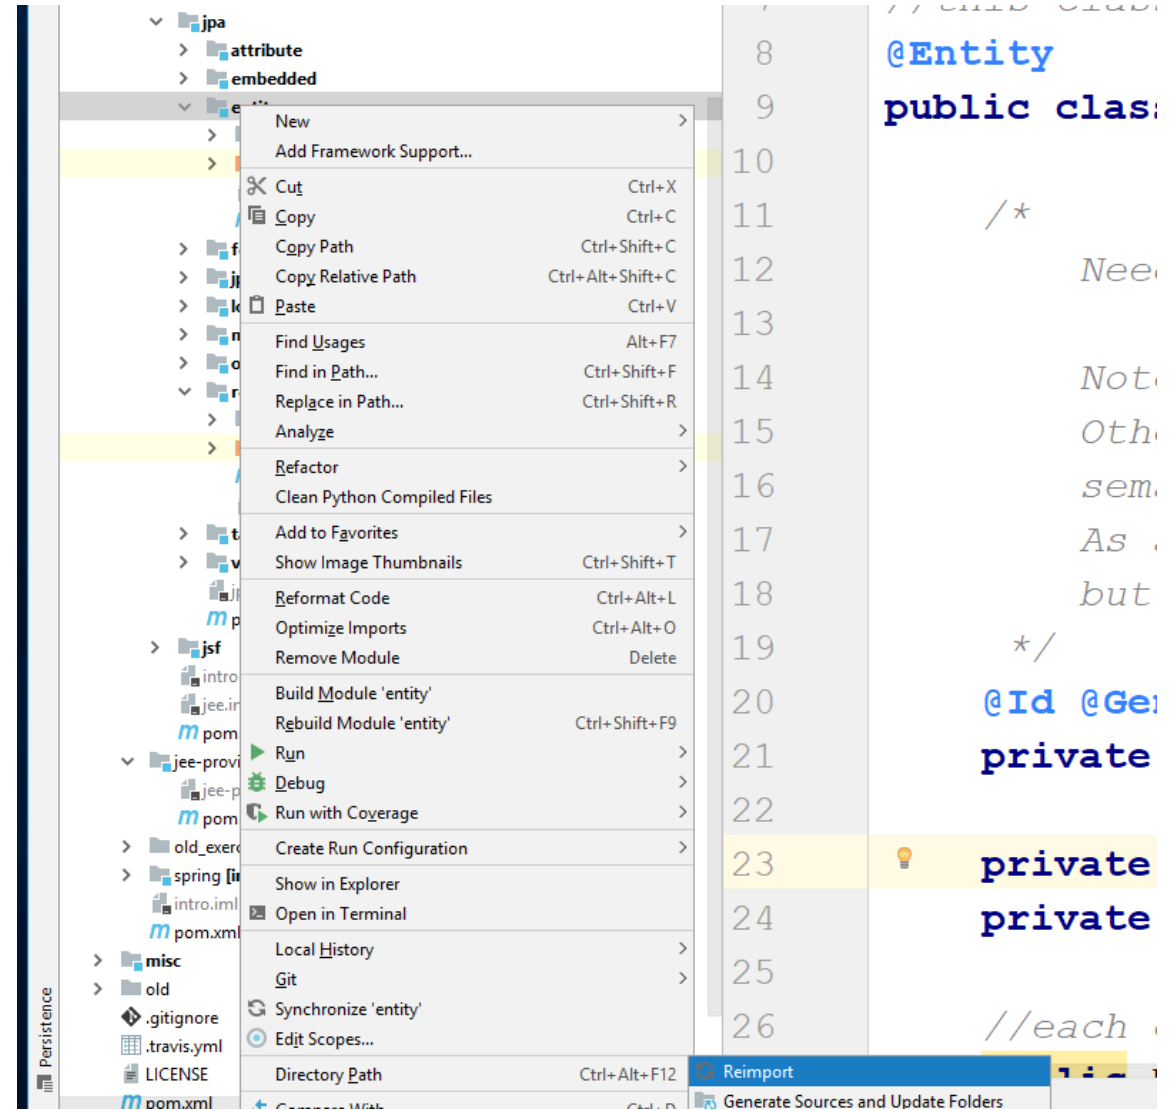 jpa
attribute
embedded
New
Add Framework Support...
Cut Ctrl+X
Copy Ctrl+C
Copy Path Ctrl+Shift+C
Copy Relative Path Ctrl+Alt+Shift+C
Paste Ctrl+V
Find Usages Alt+F7
Find in Path... Ctrl+Shift+F
Replace in Path... Ctrl+Shift+R
Analyze
Refactor
Clean Python Compiled Files
Add to Favorites
Show Image Thumbnails Ctrl+Shift+T
Reformat Code Ctrl+Alt+L
Optimize Imports Ctrl+Alt+O
Remove Module Delete
Build Module 'entity'
Rebuild Module 'entity' Ctrl+Shift+F9
Run
Debug
Run with Coverage
Create Run Configuration
Show in Explorer
Open in Terminal
Local History
Git
Synchronize 'entity'
Edit Scopes...
Directory Path Ctrl+Alt+F12
Compare With... Ctrl+D
Reimport
Generate Sources and Update Folders
jsf
intro
jee.in
pom
jee-provi
jee-p
pom
old_exer
spring [i
intro.iml
pom.xml
misc
old
.gitignore
.travis.yml
LICENSE
pom.xml
Persistence
8 @Entity
9 public class
10
11 /*
12 Nee
13
14 Not
15 Oth
16 sem
17 As
18 but
19 */
20 @Id @Ge
21 private
22
23 private
24 private
25
26 //each